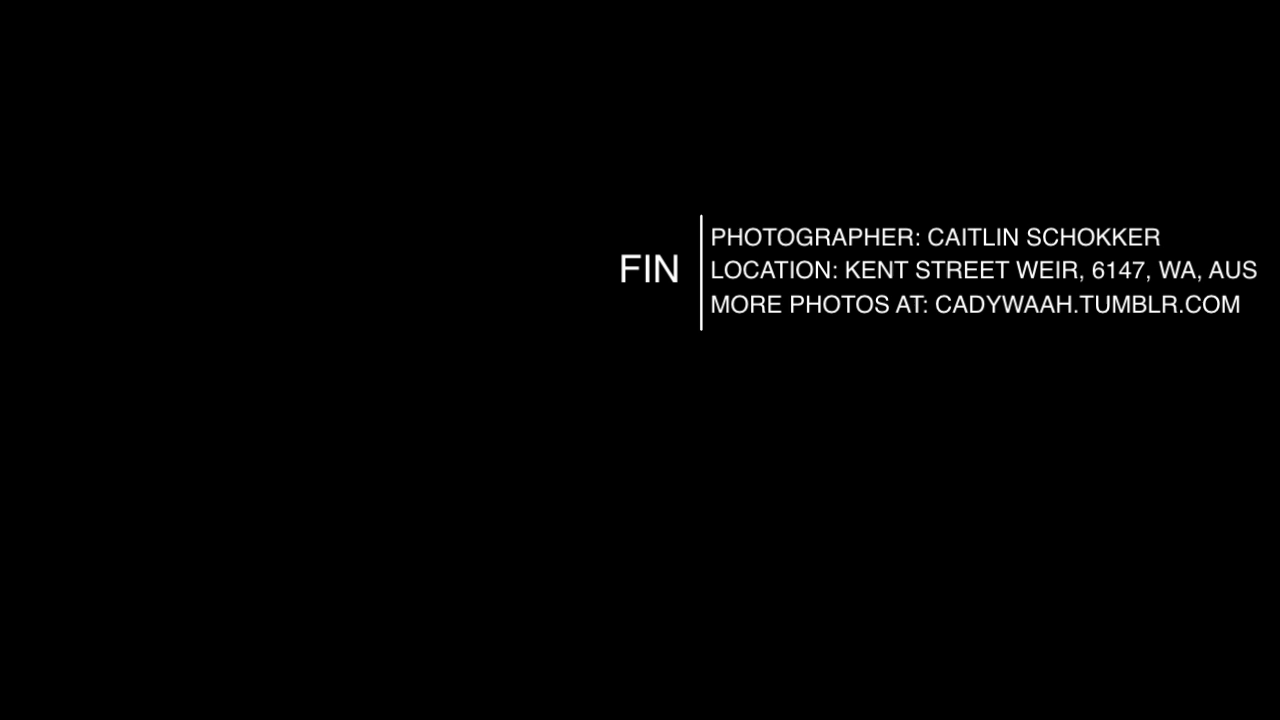 FIN
PHOTOGRAPHER: CAITLIN SCHOKKER
LOCATION: KENT STREET WEIR, 6147, WA, AUS
MORE PHOTOS AT: CADYWAAH.TUMBLR.COM